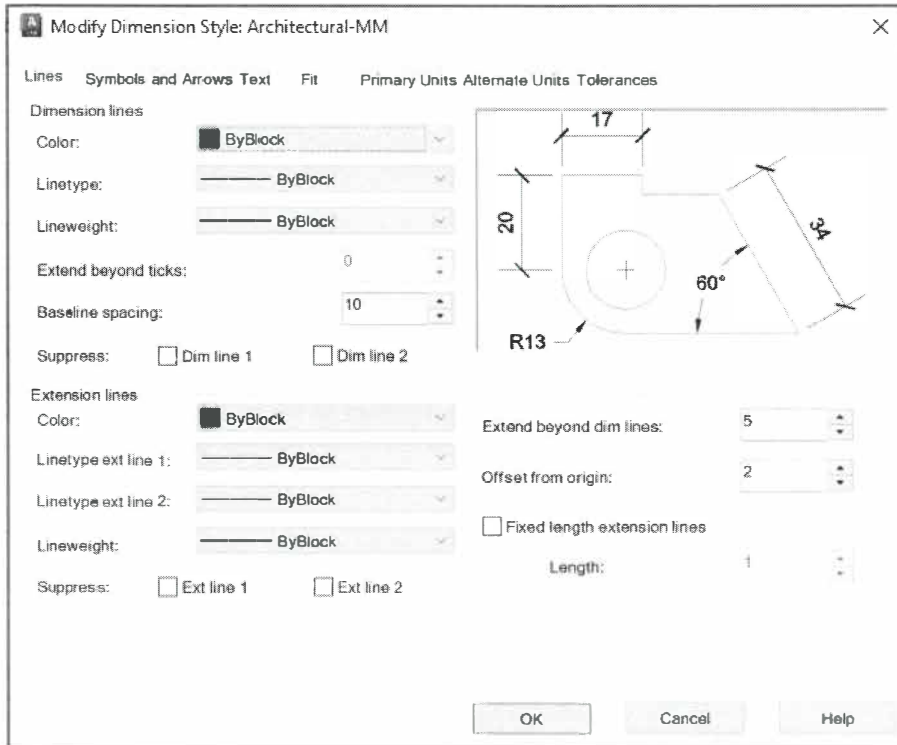 Modify Dimension Style: Architectural-MM
Lines Symbols and Arrows Text Fit Primary Units Alternate Units Tolerances
Dimension lines
Color: ByBlock
Linetype: ByBlock
Lineweight: ByBlock
Extend beyond ticks: 0
Baseline spacing: 10
Suppress: Dim line 1 Dim line 2
17
20
34
60°
R13
Extension lines
Color: ByBlock
Linetype ext line 1: ByBlock
Linetype ext line 2: ByBlock
Lineweight: ByBlock
Suppress: Ext line 1 Ext line 2
Extend beyond dim lines: 5
Offset from origin: 2
Fixed length extension lines
Length: 1
OK Cancel Help